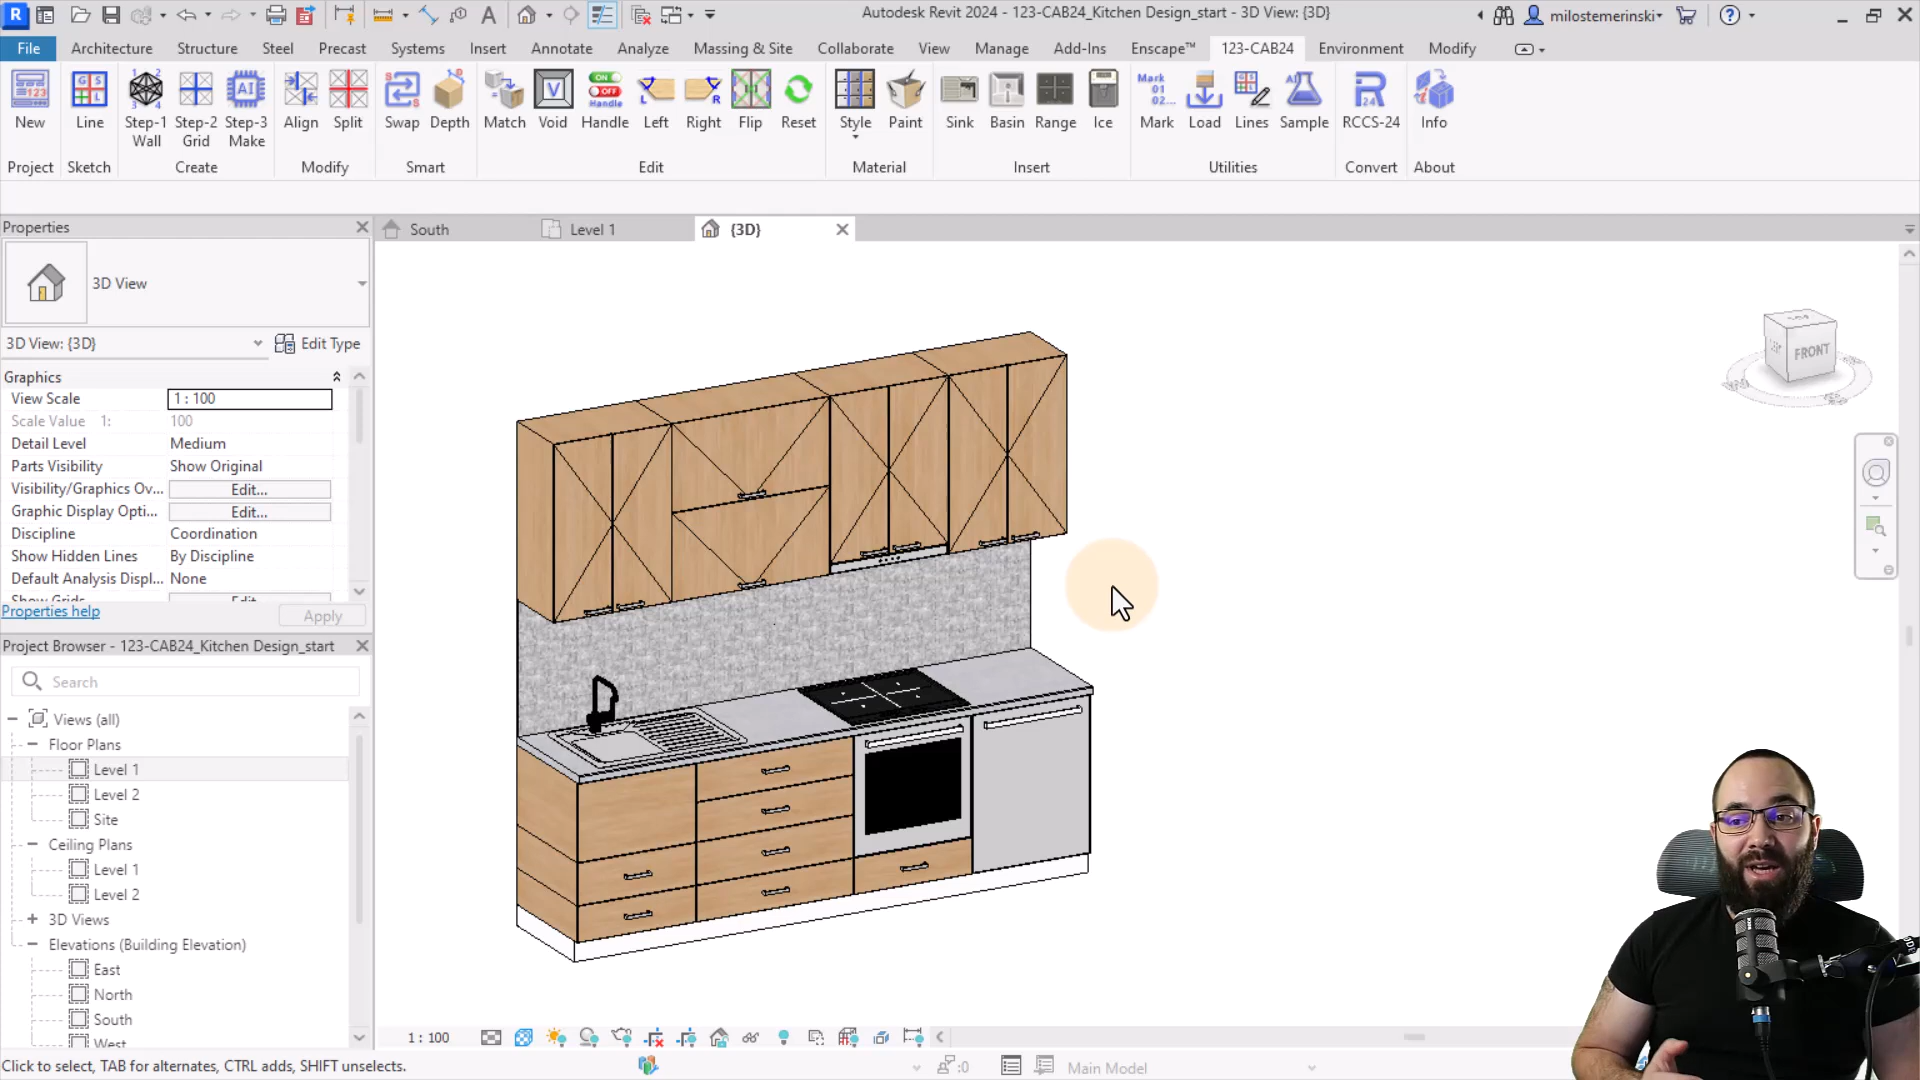 Autodesk Revit 2024 - 123-CAB24_Kitchen Design_start - 3D View: {3D}
milostemerinski
File Architecture Structure Steel Precast Systems Insert Annotate Analyze Massing & Site Collaborate View Manage Add-Ins Enscape™ 123-CAB24 Environment Modify
New Line Step-1 Wall Step-2 Grid Step-3 Make Align Split Swap Depth Match Void Handle Left Right Flip Reset Style Paint Sink Basin Range Ice Mark Load Lines Sample RCCS-24 Info
Project Sketch Create Modify Smart Edit Material Insert Utilities Convert About
Properties
South Level 1 {3D}
3D View
3D View: {3D} Edit Type
Graphics
View Scale 1 : 100
Scale Value 1: 100
Detail Level Medium
Parts Visibility Show Original
Visibility/Graphics Ov... Edit...
Graphic Display Opti... Edit...
Discipline Coordination
Show Hidden Lines By Discipline
Default Analysis Displ... None
Show Grids Edit...
Properties help Apply
Project Browser - 123-CAB24_Kitchen Design_start
Search
Views (all)
Floor Plans
Level 1
Level 2
Site
Ceiling Plans
Level 1
Level 2
3D Views
Elevations (Building Elevation)
East
North
South
West
FRONT
1 : 100
Click to select, TAB for alternates, CTRL adds, SHIFT unselects.
:0 Main Model